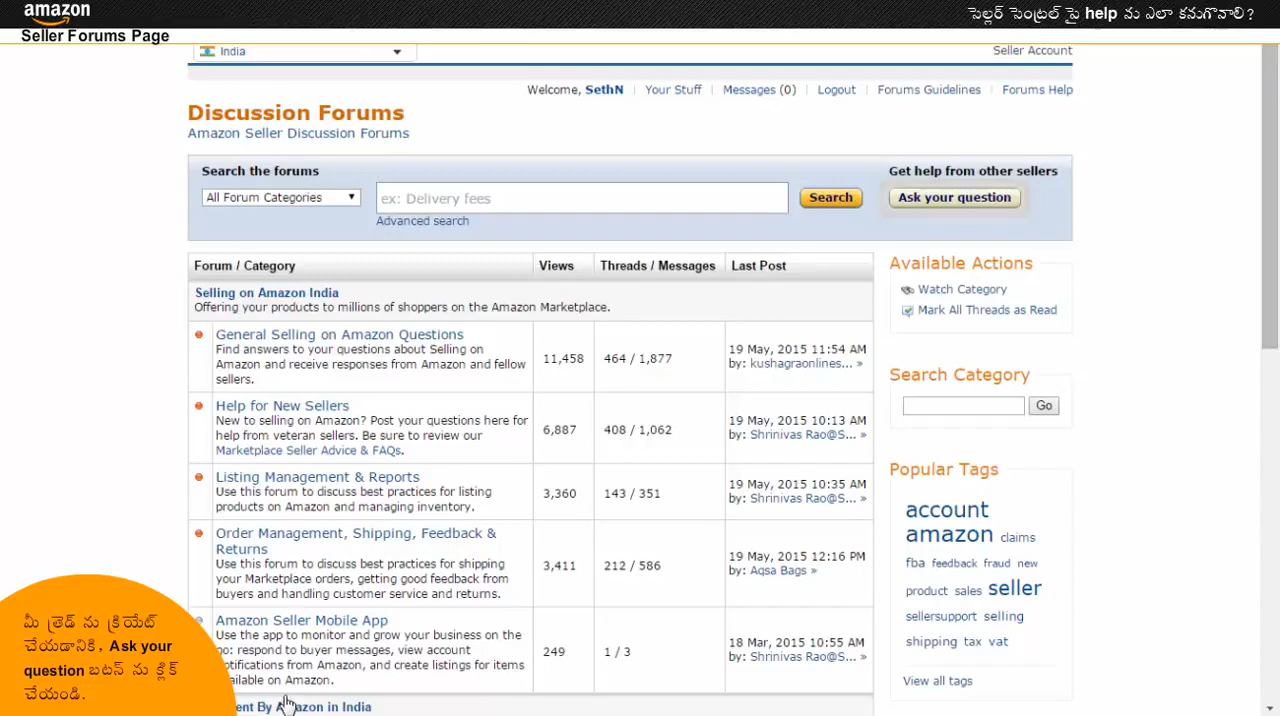 amazon
సెల్లర్ సెంట్రల్ పై help ను ఎలా కనుగొవాలి?
Seller Forums Page
India
Seller Account
Welcome, SethN | Your Stuff | Messages (0) | Logout | Forums Guidelines | Forums Help
Discussion Forums
Amazon Seller Discussion Forums
Search the forums
Get help from other sellers
All Forum Categories
ex: Delivery fees
Search
Ask your question
Advanced search
Forum / Category Views Threads / Messages Last Post
Selling on Amazon India
Offering your products to millions of shoppers on the Amazon Marketplace.
General Selling on Amazon Questions
Find answers to your questions about Selling on
Amazon and receive responses from Amazon and fellow
sellers.
11,458
464 / 1,877
19 May, 2015 11:54 AM
by: kushagraonlines... »
Help for New Sellers
New to selling on Amazon? Post your questions here for
help from veteran sellers. Be sure to review our
Marketplace Seller Advice & FAQs.
6,887
408 / 1,062
19 May, 2015 10:13 AM
by: Shrinivas Rao@S... »
Listing Management & Reports
Use this forum to discuss best practices for listing
products on Amazon and managing inventory.
3,360
143 / 351
19 May, 2015 10:35 AM
by: Shrinivas Rao@S... »
Order Management, Shipping, Feedback &
Returns
Use this forum to discuss best practices for shipping
your Marketplace orders, getting good feedback from
buyers and handling customer service and returns.
3,411
212 / 586
19 May, 2015 12:16 PM
by: Aqsa Bags »
Amazon Seller Mobile App
Use the app to monitor and grow your business on the
go: respond to buyer messages, view account
otifications from Amazon, and create listings for items
ailable on Amazon.
249
1 / 3
18 Mar, 2015 10:55 AM
by: Shrinivas Rao@S... »
ent By Amazon in India
Available Actions
Watch Category
Mark All Threads as Read
Search Category
Go
Popular Tags
account
amazon claims
fba feedback fraud new
product sales seller
sellersupport selling
shipping tax vat
View all tags
మీ త్రెడ్ ను క్రియేట్
చేయడానికి, Ask your
question బటన్ ను క్లిక్
చేయండి.